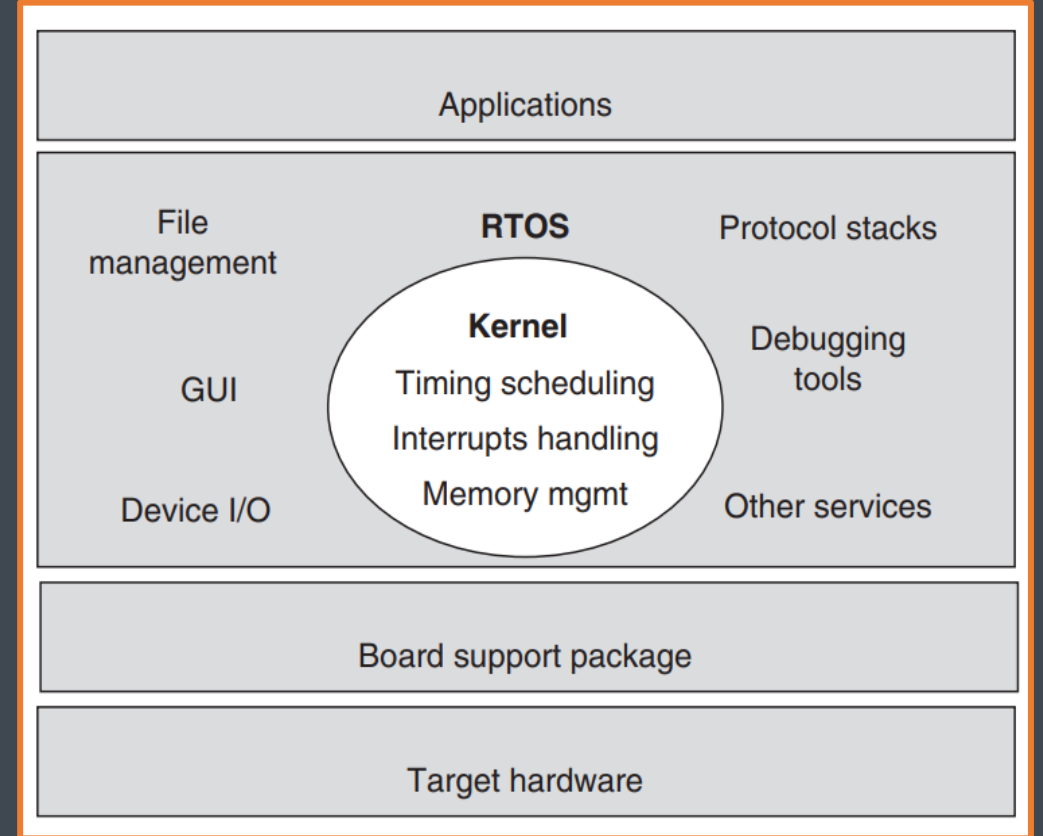 Applications
File
management
RTOS
Protocol stacks
Kernel
Timing scheduling
Interrupts handling
Memory mgmt
GUI
Debugging
tools
Device I/O
Other services
Board support package
Target hardware